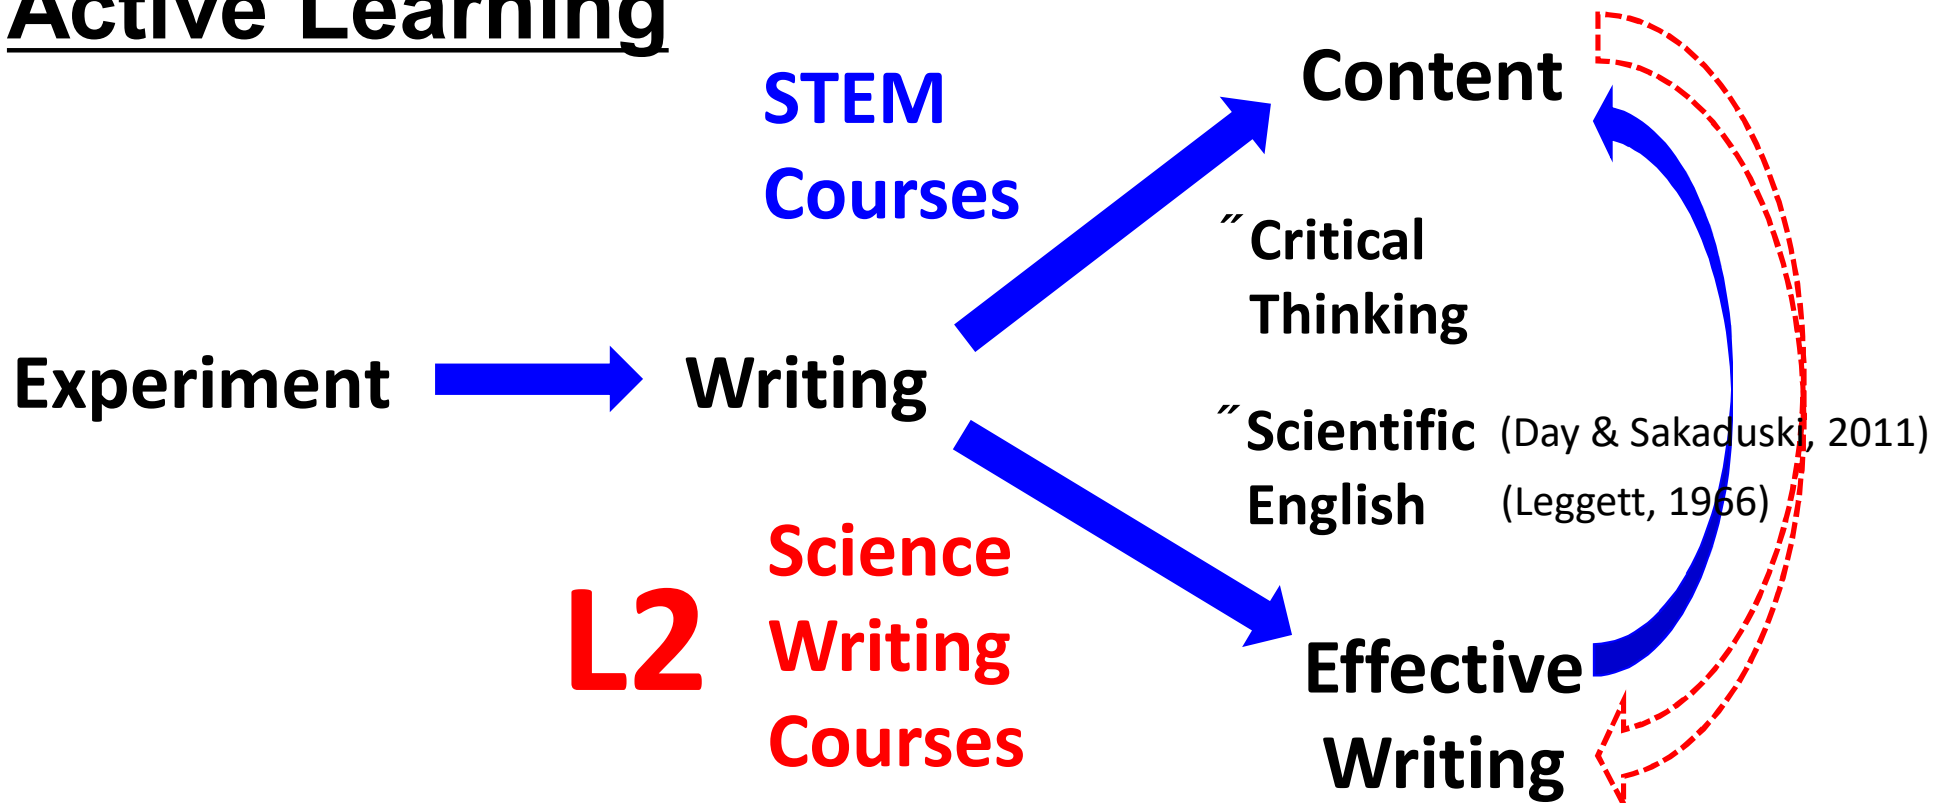 Active Learning
STEM
Courses
Content
˝Critical
Thinking
Experiment
Writing
˝Scientific (Day & Sakaduski, 2011)
English (Leggett, 1966)
L2
Science
Writing
Courses
Effective
Writing